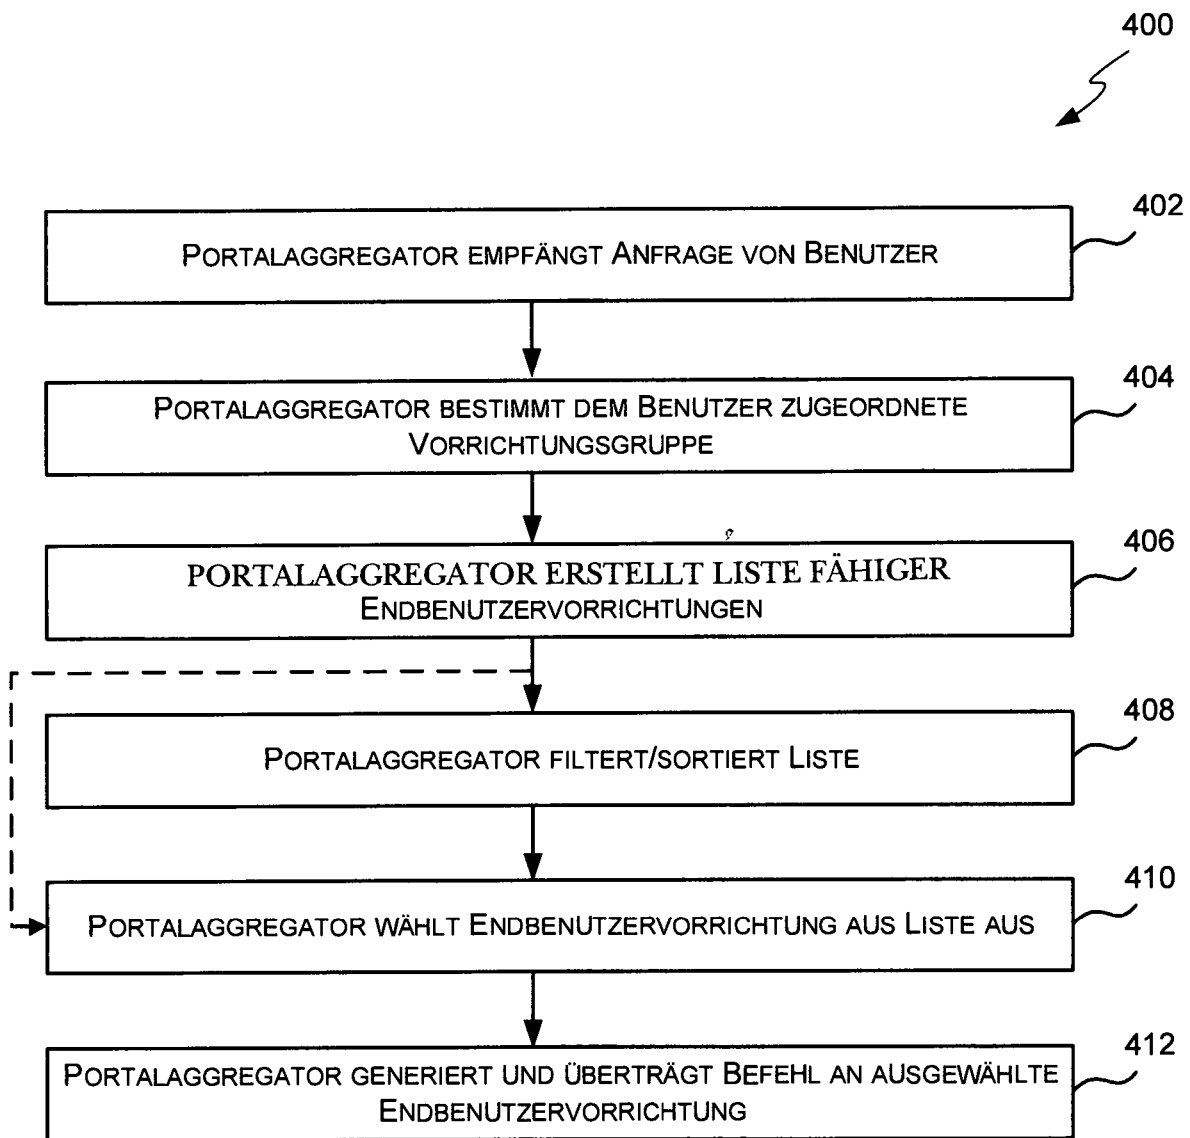 400
402
PORTALAGGREGATOR EMPFÄNGT ANFRAGE VON BENUTZER
404
PORTALAGGREGATOR BESTIMMT DEM BENUTZER ZUGEORDNETE
VORRICHTUNGSGRUPPE
406
PORTALAGGREGATOR ERSTELLT LISTE FÄHIGER
ENDBENUTZERVORRICHTUNGEN
408
PORTALAGGREGATOR FILTERT/SORTIERT LISTE
410
PORTALAGGREGATOR WÄHLT ENDBENUTZERVORRICHTUNG AUS LISTE AUS
412
PORTALAGGREGATOR GENERIERT UND ÜBERTRÄGT BEFEHL AN AUSGEWÄHLTE
ENDBENUTZERVORRICHTUNG